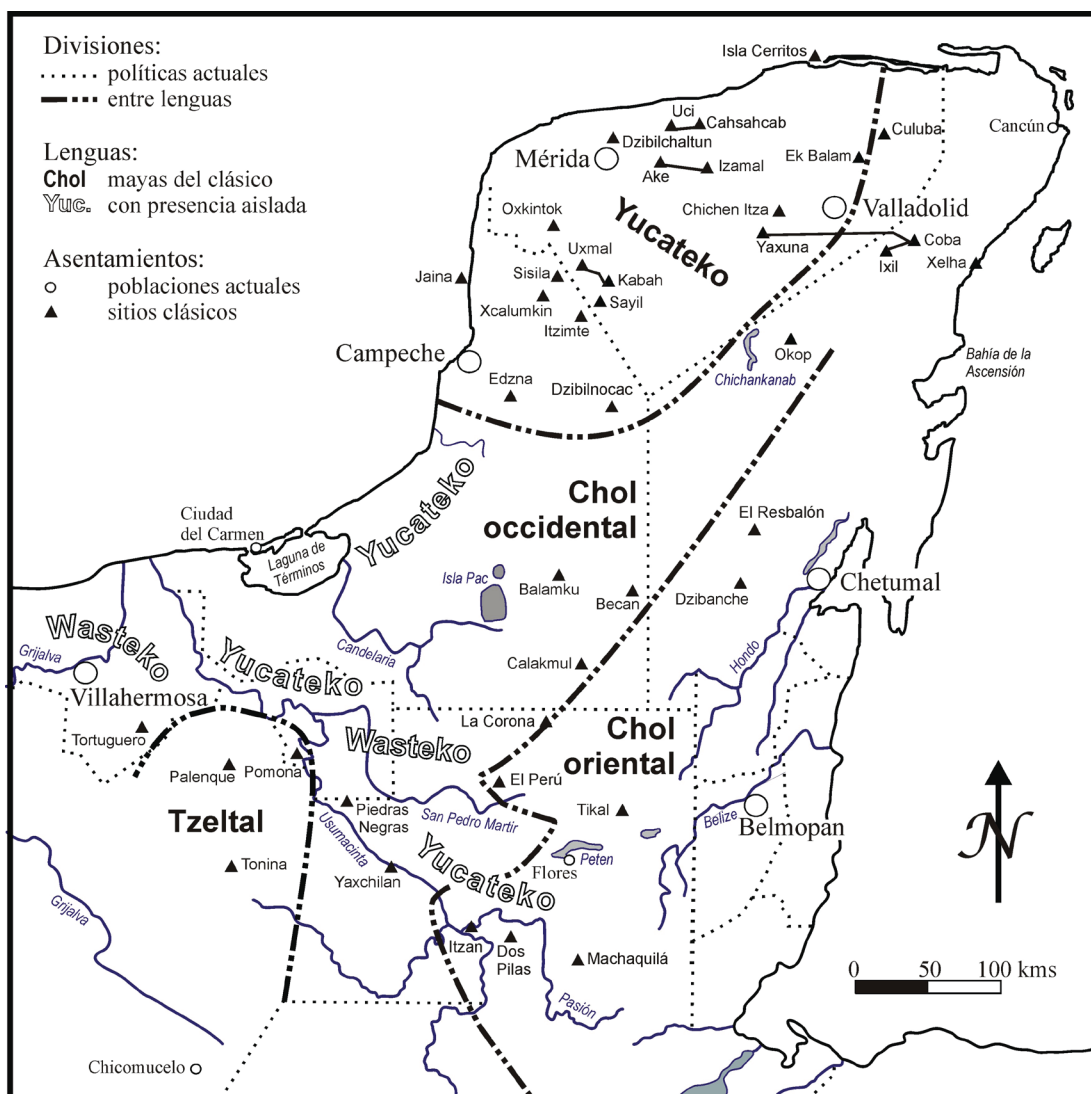 Divisiones:
políticas actuales
entre lenguas
Lenguas:
Chol mayas del clásico
Yuc. con presencia aislada
Asentamientos:
poblaciones actuales
sitios clásicos
Isla Cerritos
Uci
Cahsahcab
Culuba
Cancún
Dzibilchaltun
Mérida
Ek Balam
Ake
Izamal
Yucateko
Oxkintok
Chichen Itza
Valladolid
Yaxuna
Coba
Ixil
Xelha
Uxmal
Jaina
Sisila
Kabah
Xcalumkin
Sayil
Itzimte
Campeche
Okop
Chichankanab
Bahía de la
Ascensión
Edzna
Dzibilnocac
Yucateko
Chol
occidental
Ciudad
del Carmen
Laguna de
Términos
El Resbalón
Isla Pac
Balamku
Becan
Dzibanche
Chetumal
Wasteko
Grijalva
Villahermosa
Yucateko
Candelaria
Calakmul
Hondo
Tortuguero
La Corona
Chol
oriental
Wasteko
Palenque
Pomona
El Perú
Tzeltal
Piedras
Negras
San Pedro Martir
Tikal
Belize
Belmopan
N
Usumacinta
Tonina
Yaxchilan
Yucateko
Flores
Peten
Grijalva
Itzan
Dos
Pilas
Machaquilá
Pasión
0 50 100 kms
Chicomucelo